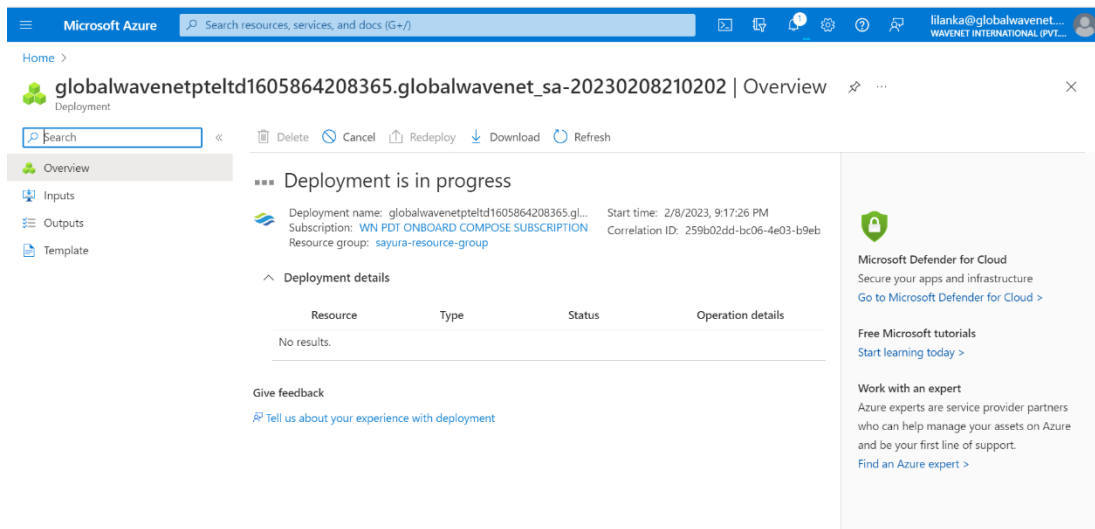 Microsoft Azure
Search resources, services, and docs (G+/)
1
lilanka@globalwavenet....
WAVENET INTERNATIONAL (PVT....
Home >
globalwavenetpteltd1605864208365.globalwavenet_sa-20230208210202 | Overview
Deployment
Search
«
Delete Cancel Redeploy Download Refresh
Overview
Inputs
Outputs
Template
Deployment is in progress
Deployment name: globalwavenetpteltd1605864208365.gl...
Subscription: WN PDT ONBOARD COMPOSE SUBSCRIPTION
Resource group: sayura-resource-group
Start time: 2/8/2023, 9:17:26 PM
Correlation ID: 259b02dd-bc06-4e03-b9eb
Deployment details
Resource Type Status Operation details
No results.
Give feedback
Tell us about your experience with deployment
Microsoft Defender for Cloud
Secure your apps and infrastructure
Go to Microsoft Defender for Cloud >
Free Microsoft tutorials
Start learning today >
Work with an expert
Azure experts are service provider partners
who can help manage your assets on Azure
and be your first line of support.
Find an Azure expert >